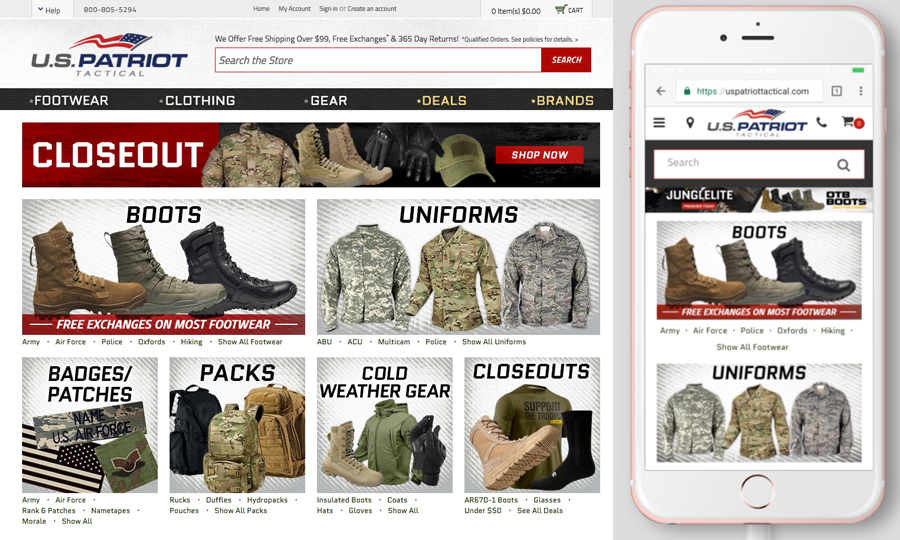 Help
800-805-5294
Home
My Account
Sign in or Create an account
0 Item(s) $0.00
CART
U.S. PATRIOT
TACTICAL
We Offer Free Shipping Over $99, Free Exchanges* & 365 Day Returns! *Qualified Orders. See policies for details. >
Search the Store
SEARCH
FOOTWEAR
CLOTHING
GEAR
DEALS
BRANDS
CLOSEOUT
SHOP NOW
BOOTS
FREE EXCHANGES ON MOST FOOTWEAR
Army • Air Force • Police • Oxfords • Hiking • Show All Footwear
UNIFORMS
ABU • ACU • Multicam • Police • Show All Uniforms
BADGES/
PATCHES
NAME
U.S. AIR FORCE
Army • Air Force •
Rank & Patches • Nametapes •
Morale • Show All
PACKS
Rucks • Duffles • Hydropacks •
Pouches • Show All Packs
COLD
WEATHER GEAR
Insulated Boots • Coats •
Hats • Gloves • Show All
CLOSEOUTS
SUPPORT
THE TROOPS
AR670-1 Boots • Glasses •
Under $50 • See All Deals
https://uspatriottactical.com
1
U.S. PATRIOT
TACTICAL
0
Search
JUNGLELITE
OTB
BOOTS
BOOTS
FREE EXCHANGES ON MOST FOOTWEAR
Army • Air Force • Police • Oxfords • Hiking •
Show All Footwear
UNIFORMS